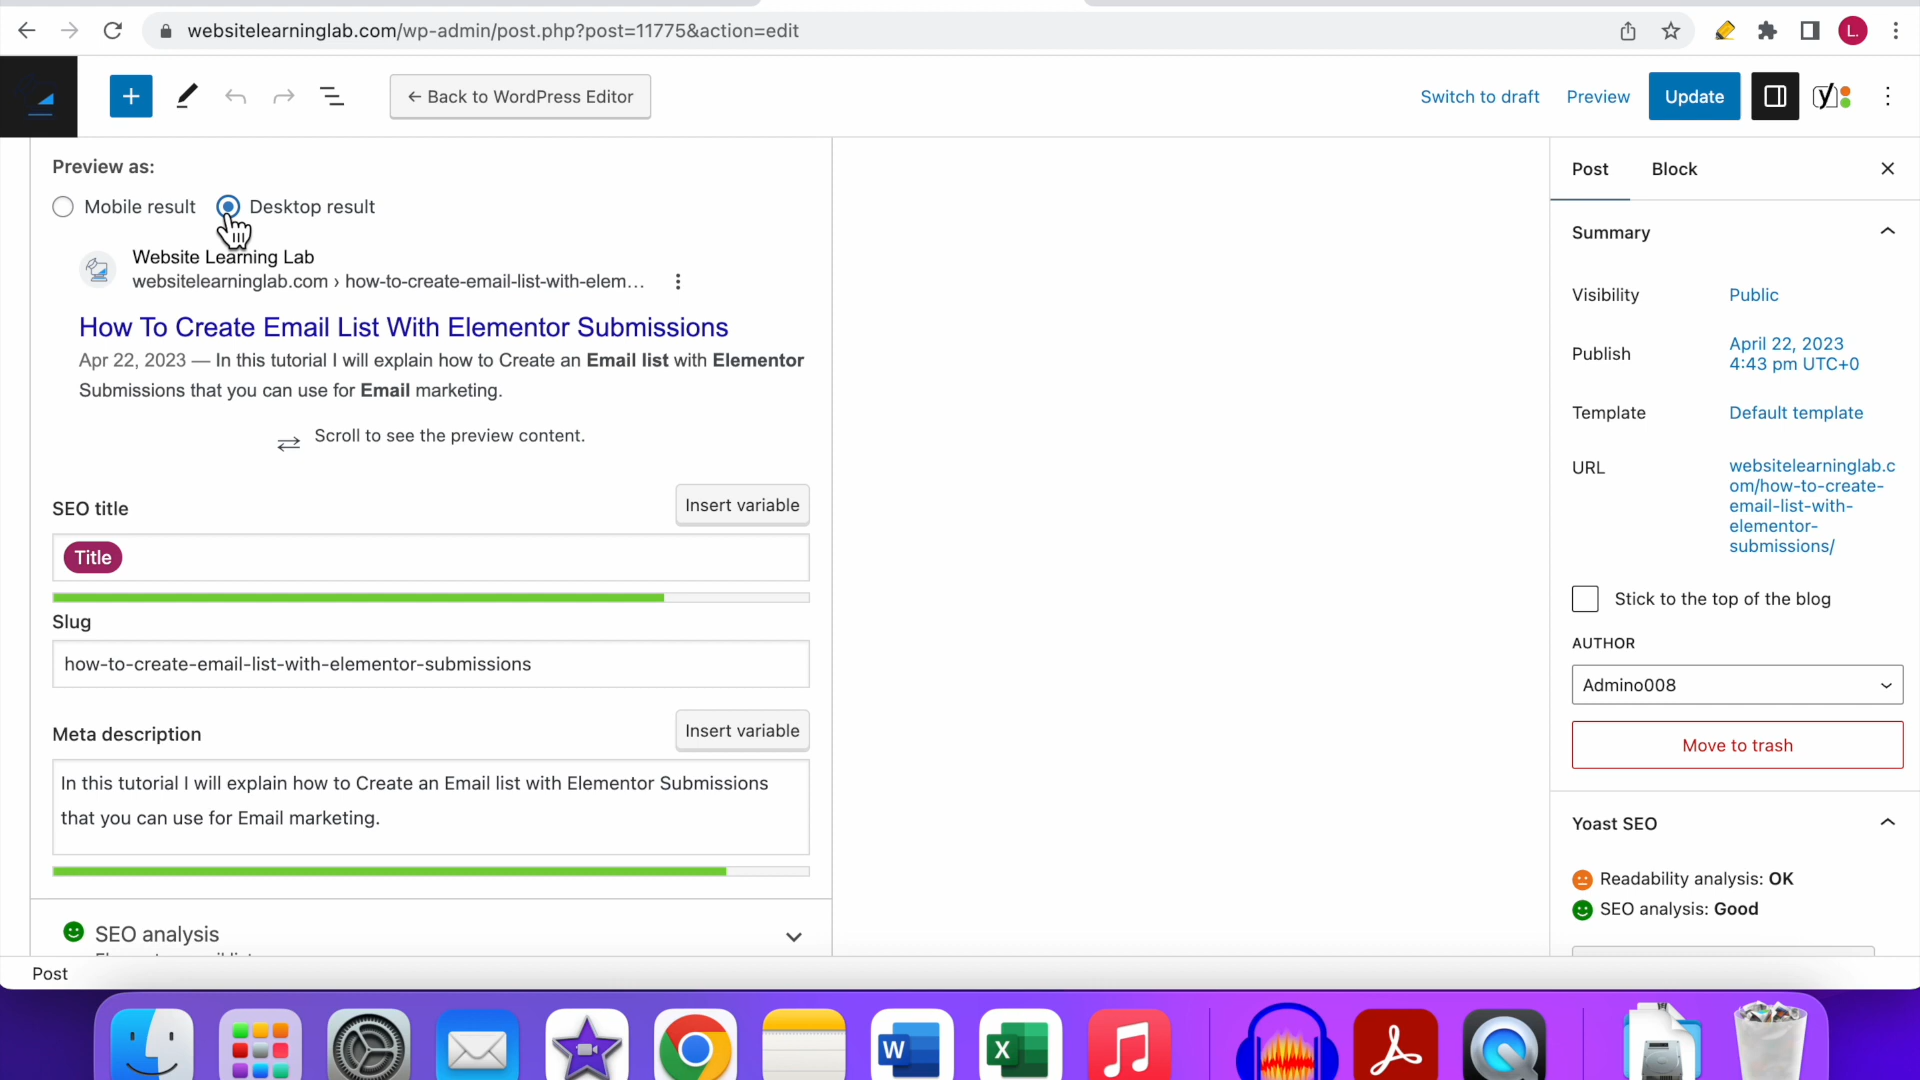 websitelearninglab.com/wp-admin/post.php?post=11775&action=edit
L.
+
← Back to WordPress Editor
Switch to draft
Preview
Update
Preview as:
Mobile result
Desktop result
Website Learning Lab
websitelearninglab.com › how-to-create-email-list-with-elem...
How To Create Email List With Elementor Submissions
Apr 22, 2023 — In this tutorial I will explain how to Create an Email list with Elementor
Submissions that you can use for Email marketing.
Scroll to see the preview content.
SEO title
Insert variable
Title
Slug
how-to-create-email-list-with-elementor-submissions
Meta description
Insert variable
In this tutorial I will explain how to Create an Email list with Elementor Submissions
that you can use for Email marketing.
SEO analysis
Post
Post
Block
Summary
Visibility
Public
Publish
April 22, 2023
4:43 pm UTC+0
Template
Default template
URL
websitelearninglab.c
om/how-to-create-
email-list-with-
elementor-
submissions/
Stick to the top of the blog
AUTHOR
Admino008
Move to trash
Yoast SEO
Readability analysis: OK
SEO analysis: Good
W
X